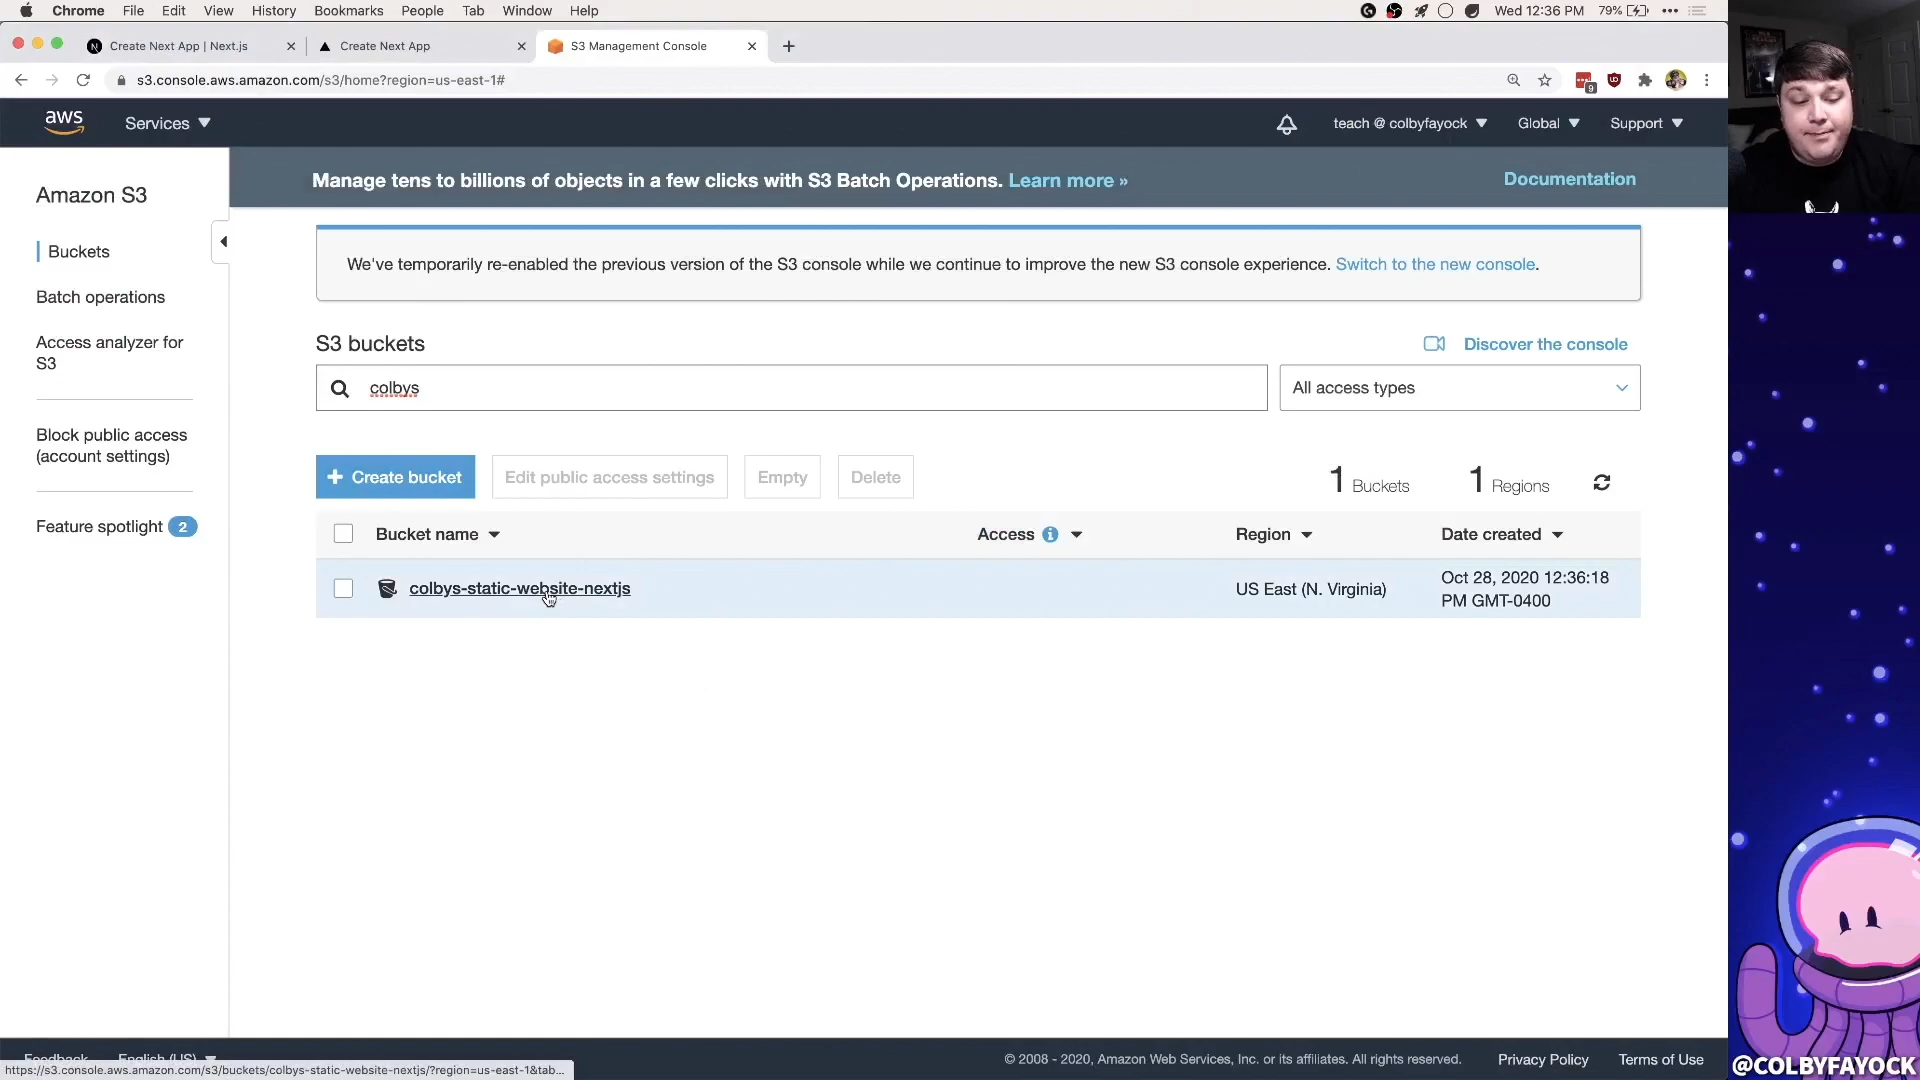 Chrome File Edit View History Bookmarks People Tab Window Help
Wed 12:36 PM 79%
Create Next App | Next.js
Create Next App
S3 Management Console
s3.console.aws.amazon.com/s3/home?region=us-east-1#
9
aws
Services
teach @ colbyfayock
Global
Support
Amazon S3
Buckets
Batch operations
Access analyzer for
S3
Block public access
(account settings)
Feature spotlight 2
Manage tens to billions of objects in a few clicks with S3 Batch Operations. Learn more »
Documentation
We've temporarily re-enabled the previous version of the S3 console while we continue to improve the new S3 console experience. Switch to the new console.
S3 buckets
Discover the console
colbys
All access types
+ Create bucket
Edit public access settings
Empty
Delete
1 Buckets
1 Regions
Bucket name
Access
Region
Date created
colbys-static-website-nextjs
US East (N. Virginia)
Oct 28, 2020 12:36:18
PM GMT-0400
Feedback
English (US)
© 2008 - 2020, Amazon Web Services, Inc. or its affiliates. All rights reserved.
Privacy Policy
Terms of Use
https://s3.console.aws.amazon.com/s3/buckets/colbys-static-website-nextjs/?region=us-east-1&tab...
@COLBYFAYOCK